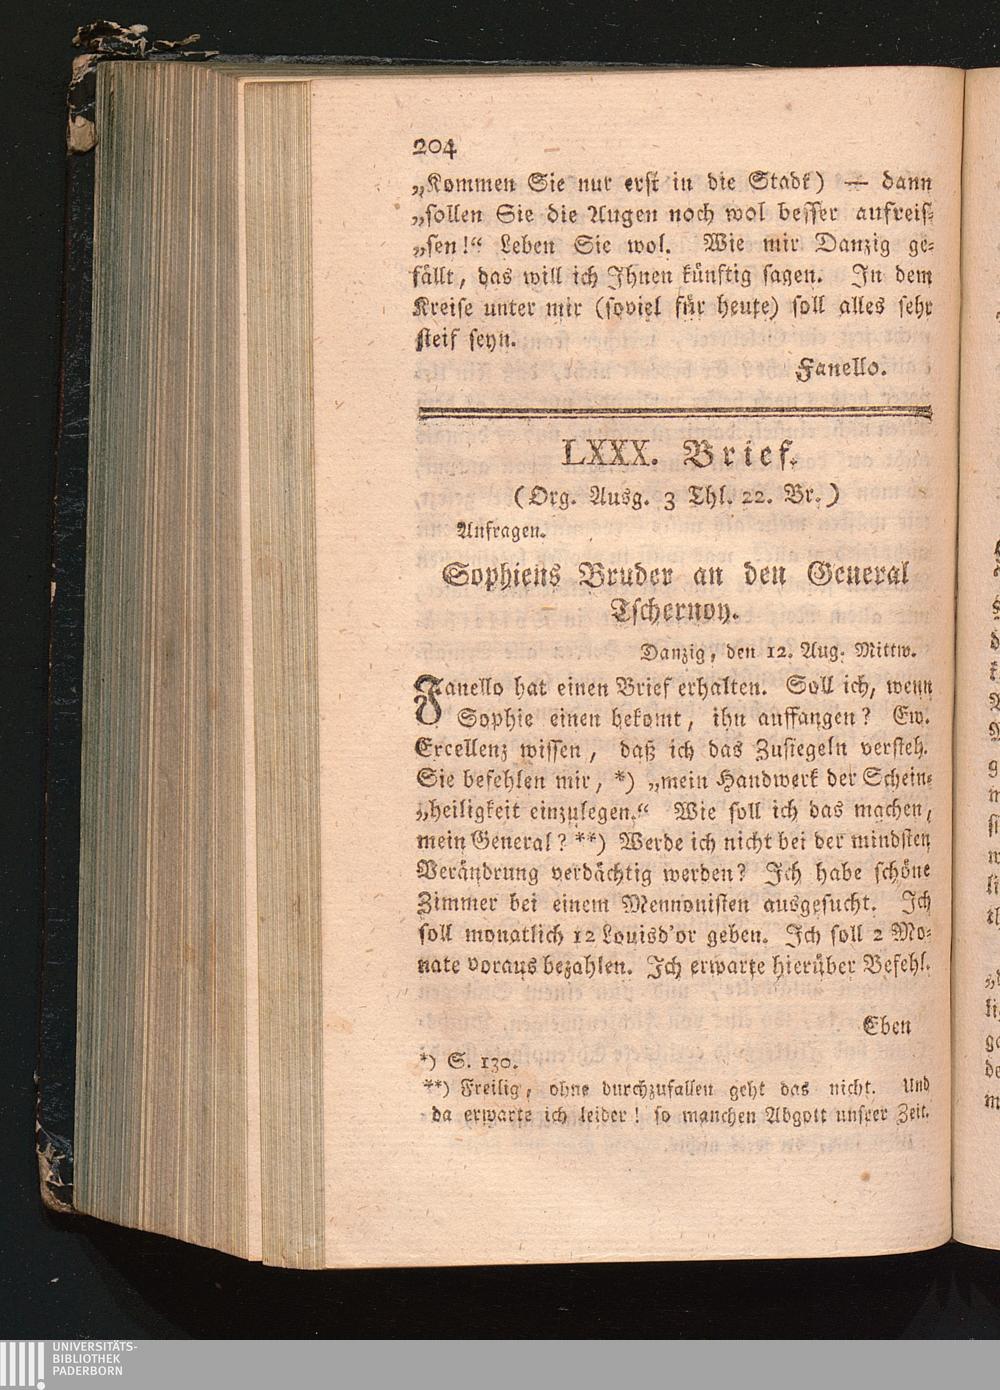 204
„Kommen Sie nur erst in die Stadt) — dann
„sollen Sie die Augen noch wol besser aufreis-
„sen!“ Leben Sie wol. Wie mir Danzig ge-
fällt, das will ich Ihnen künftig sagen. In dem
Kreise unter mir (soviel für heute) soll alles sehr
steif seyn.
Fanello.
LXXX. Brief.
(Org. Ausg. 3 Thl. 22. Br.)
Anfragen.
Sophiens Bruder an den General
Tschernoy.
Danzig, den 12. Aug. Mittw.
Fanello hat einen Brief erhalten. Soll ich, wenn
Sophie einen bekomt, ihn auffangen? Ew.
Excellenz wissen, daß ich das Zusiegeln versteh.
Sie befehlen mir, *) „mein Handwerk der Schein-
„heiligkeit einzulegen.“ Wie soll ich das machen,
mein General? **) Werde ich nicht bei der mindsten
Verändrung verdächtig werden? Ich habe schöne
Zimmer bei einem Mennonisten ausgesucht. Ich
soll monatlich 12 Louisd'or geben. Ich soll 2 Mo-
nate voraus bezahlen. Ich erwarte hierüber Befehl.
Eben
*) S. 130.
**) Freilig, ohne durchzufallen geht das nicht. Und
da erwarte ich leider! so manchen Abgott unsrer Zeit.
UNIVERSITÄTS-
BIBLIOTHEK
PADERBORN